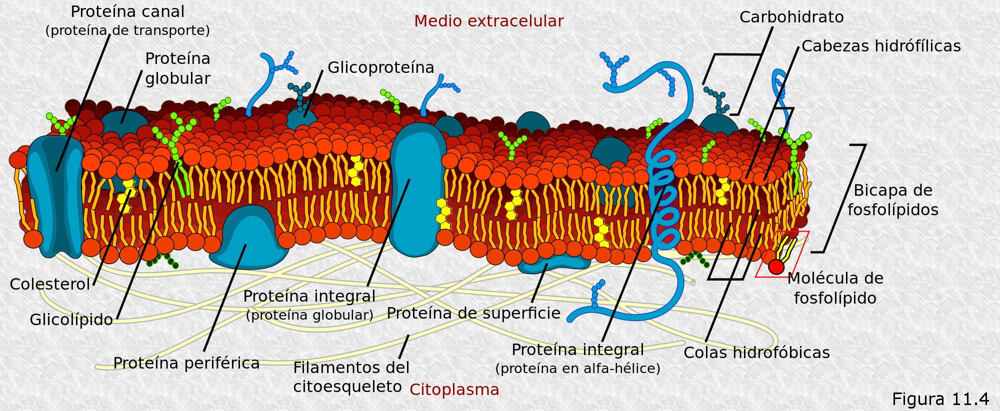 Proteína canal
(proteína de transporte)
Proteína
globular
Medio extracelular
Glicoproteína
Carbohidrato
Cabezas hidrófílicas
Bicapa de
fosfolípidos
Molécula de
fosfolípido
Colesterol
Glicolípido
Proteína integral
(proteína globular)
Proteína de superficie
Proteína periférica
Filamentos del
citoesqueleto
Citoplasma
Proteína integral
(proteína en alfa-hélice)
Colas hidrofóbicas
Figura 11.4